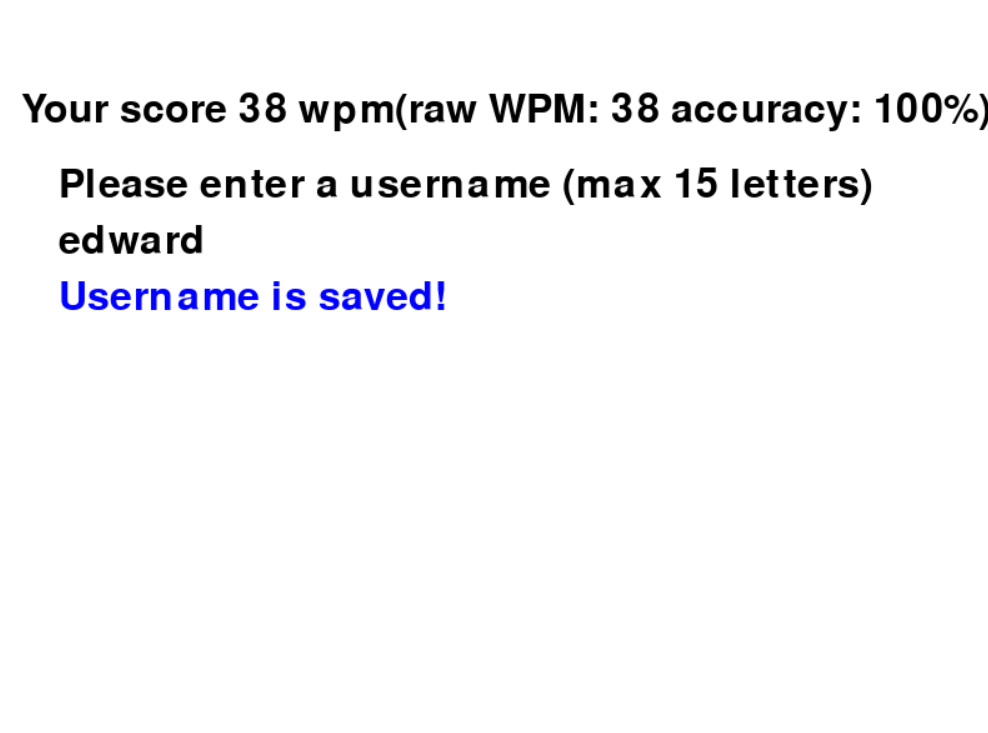 Your score 38 wpm(raw WPM: 38 accuracy: 100%)
Please enter a username (max 15 letters)
edward
Username is saved!